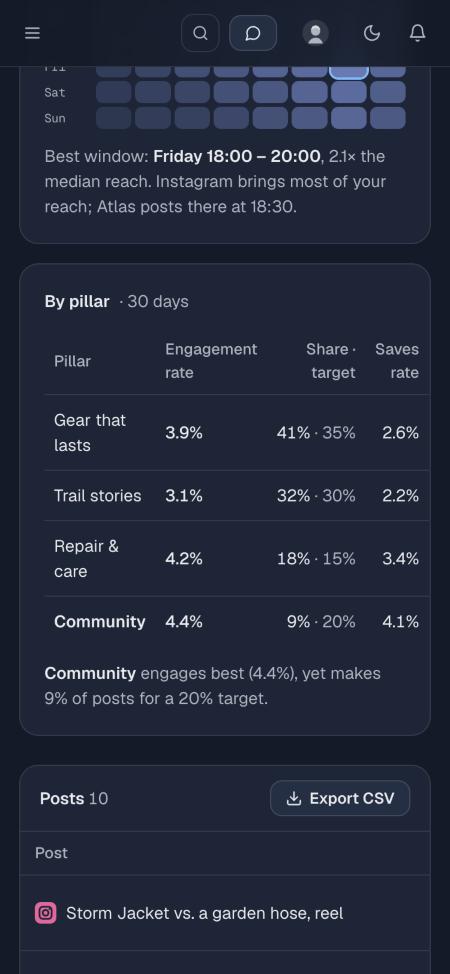 Fri
Sat
Sun
Best window: Friday 18:00 – 20:00, 2.1× the
median reach. Instagram brings most of your
reach; Atlas posts there at 18:30.
By pillar · 30 days
Pillar Engagement rate Share · target Saves rate
Gear that lasts 3.9% 41% · 35% 2.6%
Trail stories 3.1% 32% · 30% 2.2%
Repair & care 4.2% 18% · 15% 3.4%
Community 4.4% 9% · 20% 4.1%
Community engages best (4.4%), yet makes
9% of posts for a 20% target.
Posts 10
Export CSV
Post
Storm Jacket vs. a garden hose, reel